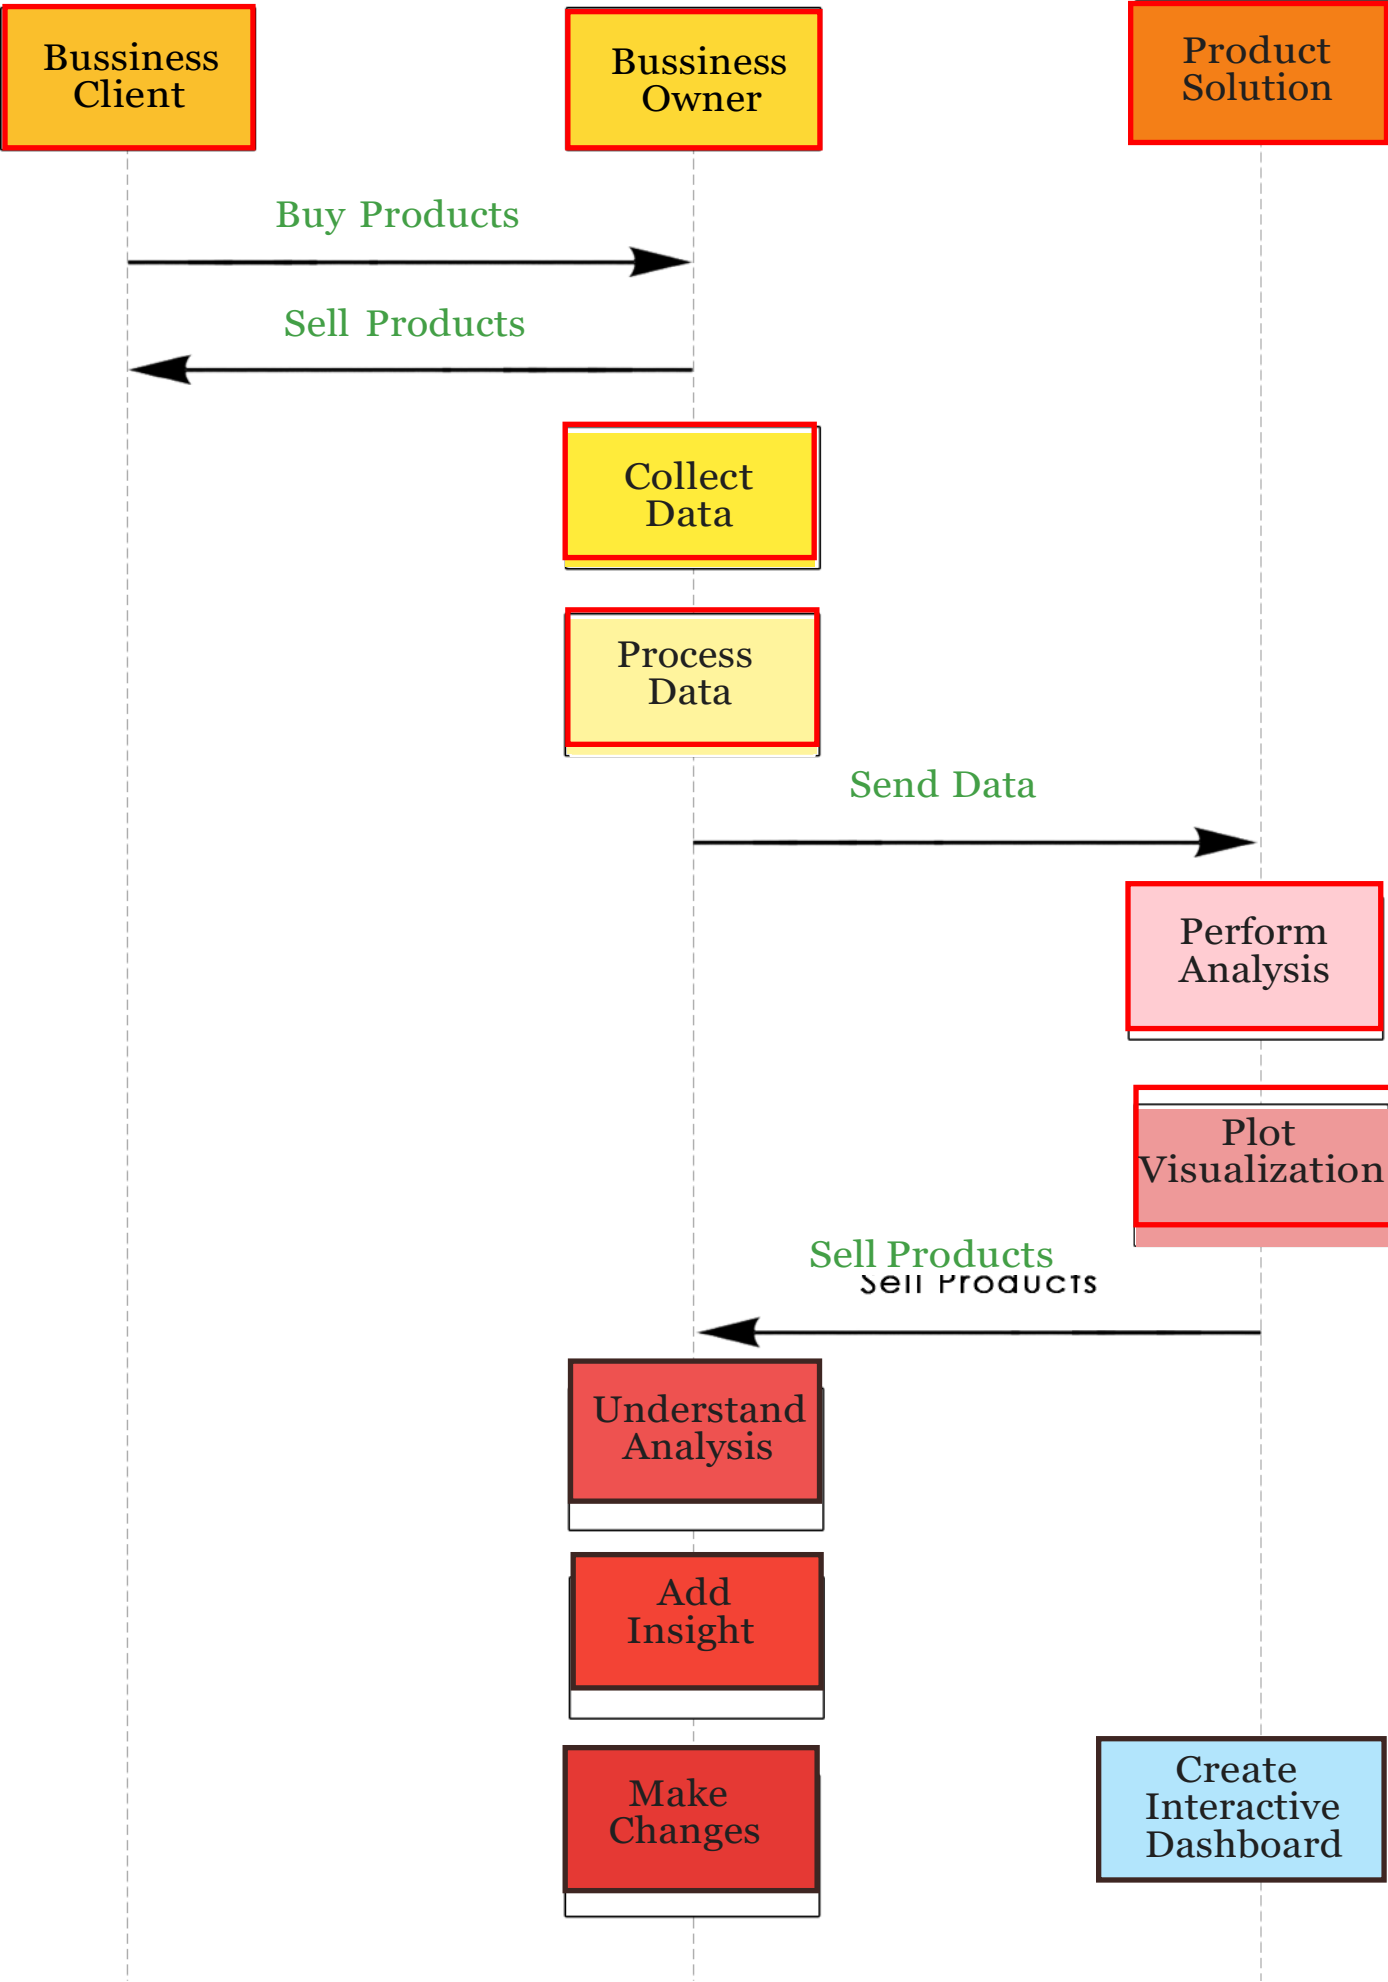 Bussiness
Client
Bussiness
Owner
Product
Solution
Buy Products
Sell Products
Collect
Data
Process
Data
Send Data
Perform
Analysis
Plot
Visualization
Sell Products
Sell Products
Understand
Analysis
Add
Insight
Make
Changes
Create
Interactive
Dashboard